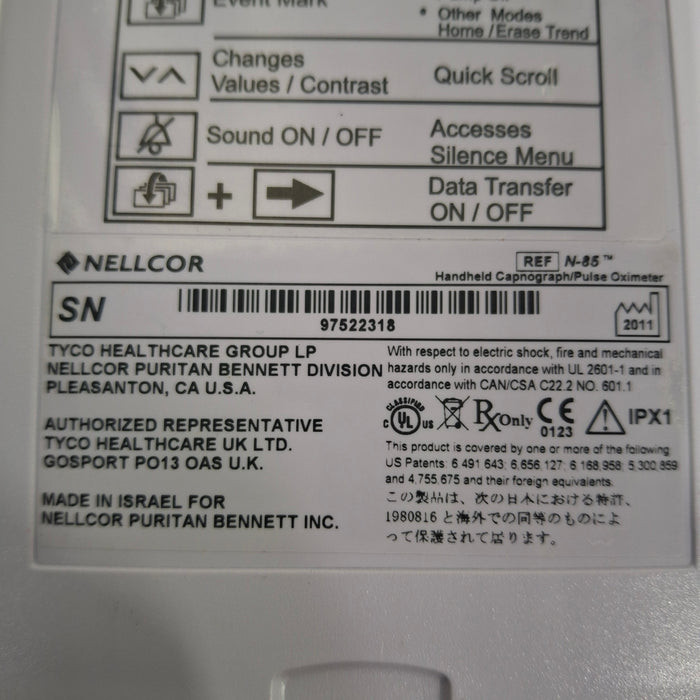 Event Mark
* Other Modes
Home / Erase Trend
Changes
Values / Contrast
Quick Scroll
Sound ON / OFF
Accesses
Silence Menu
+
Data Transfer
ON / OFF
NELLCOR
REF N-85™
Handheld Capnograph/Pulse Oximeter
SN
97522318
2011
TYCO HEALTHCARE GROUP LP
NELLCOR PURITAN BENNETT DIVISION
PLEASANTON, CA U.S.A.
With respect to electric shock, fire and mechanical
hazards only in accordance with UL 2601-1 and in
accordance with CAN/CSA C22.2 NO. 601.1
CLASSIFIED
C UL US
Rx Only
CE
0123
IPX1
AUTHORIZED REPRESENTATIVE
TYCO HEALTHCARE UK LTD.
GOSPORT PO13 OAS U.K.
This product is covered by one or more of the following
US Patents: 6,491,643; 6,656,127; 6,168,958; 5,300,859
and 4,755,675 and their foreign equivalents.
MADE IN ISRAEL FOR
NELLCOR PURITAN BENNETT INC.
この製品は、次の日本における特許、
1980816 と海外での同等のものによ
って保護されて居ります。